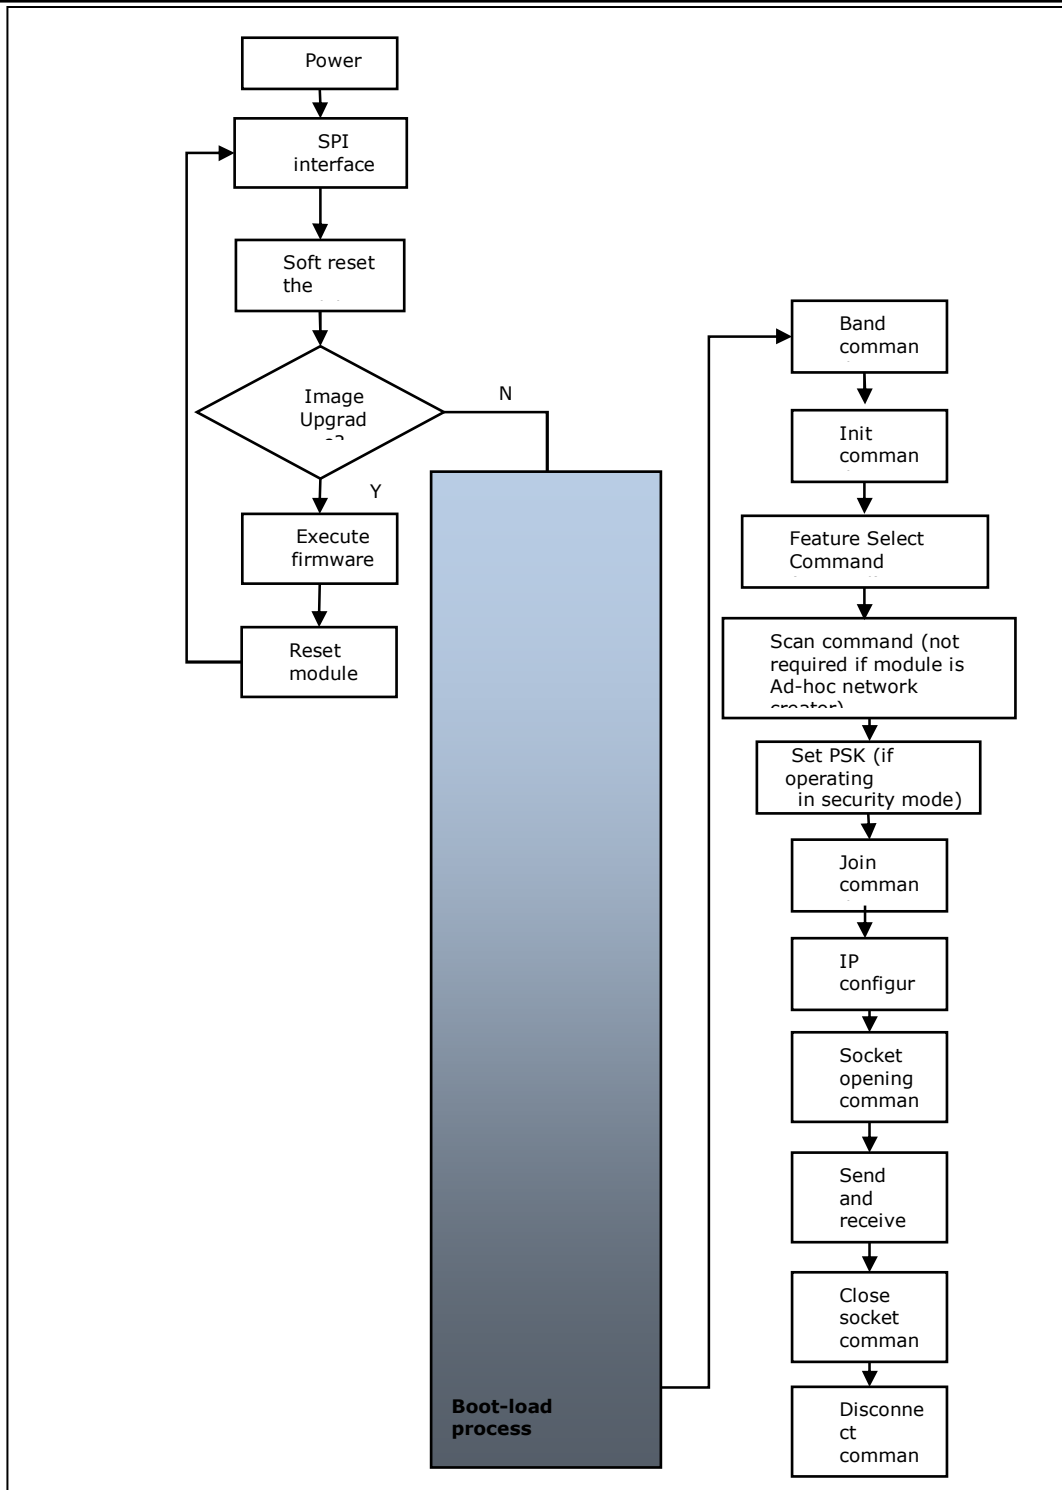 Power
SPI
interface
Soft reset
the
Image
Upgrad
N
Y
Execute
firmware
Reset
module
Boot-load
process
Band
comman
Init
comman
Feature Select
Command
Scan command (not
required if module is
Ad-hoc network
creator)
Set PSK (if
operating
in security mode)
Join
comman
IP
configur
Socket
opening
comman
Send
and
receive
Close
socket
comman
Disconne
ct
comman